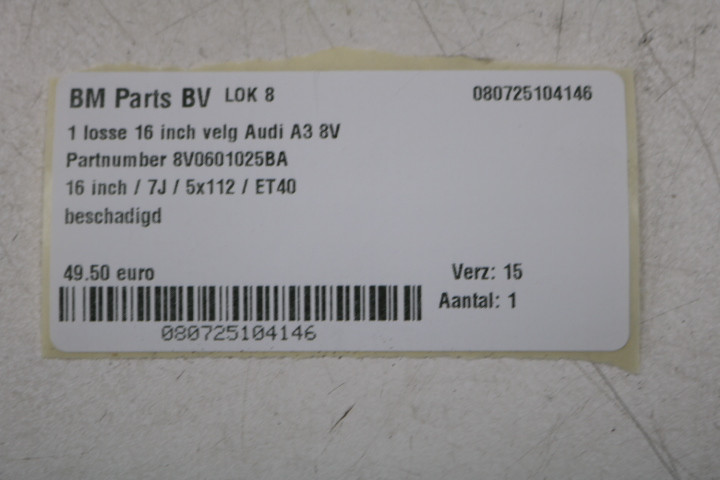 BM Parts BV LOK 8 080725104146
1 losse 16 inch velg Audi A3 8V
Partnumber 8V0601025BA
16 inch / 7J / 5x112 / ET40
beschadigd
49.50 euro Verz: 15
Aantal: 1
080725104146